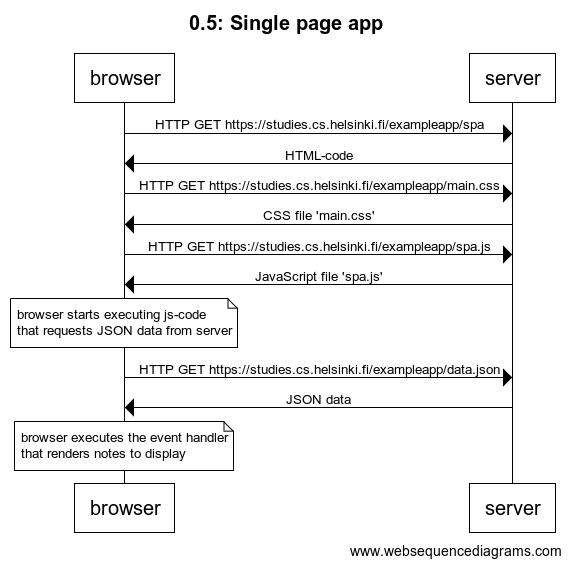 0.5: Single page app
browser
server
HTTP GET https://studies.cs.helsinki.fi/exampleapp/spa
HTML-code
HTTP GET https://studies.cs.helsinki.fi/exampleapp/main.css
CSS file 'main.css'
HTTP GET https://studies.cs.helsinki.fi/exampleapp/spa.js
JavaScript file 'spa.js'
browser starts executing js-code
that requests JSON data from server
HTTP GET https://studies.cs.helsinki.fi/exampleapp/data.json
JSON data
browser executes the event handler
that renders notes to display
browser
server
www.websequencediagrams.com